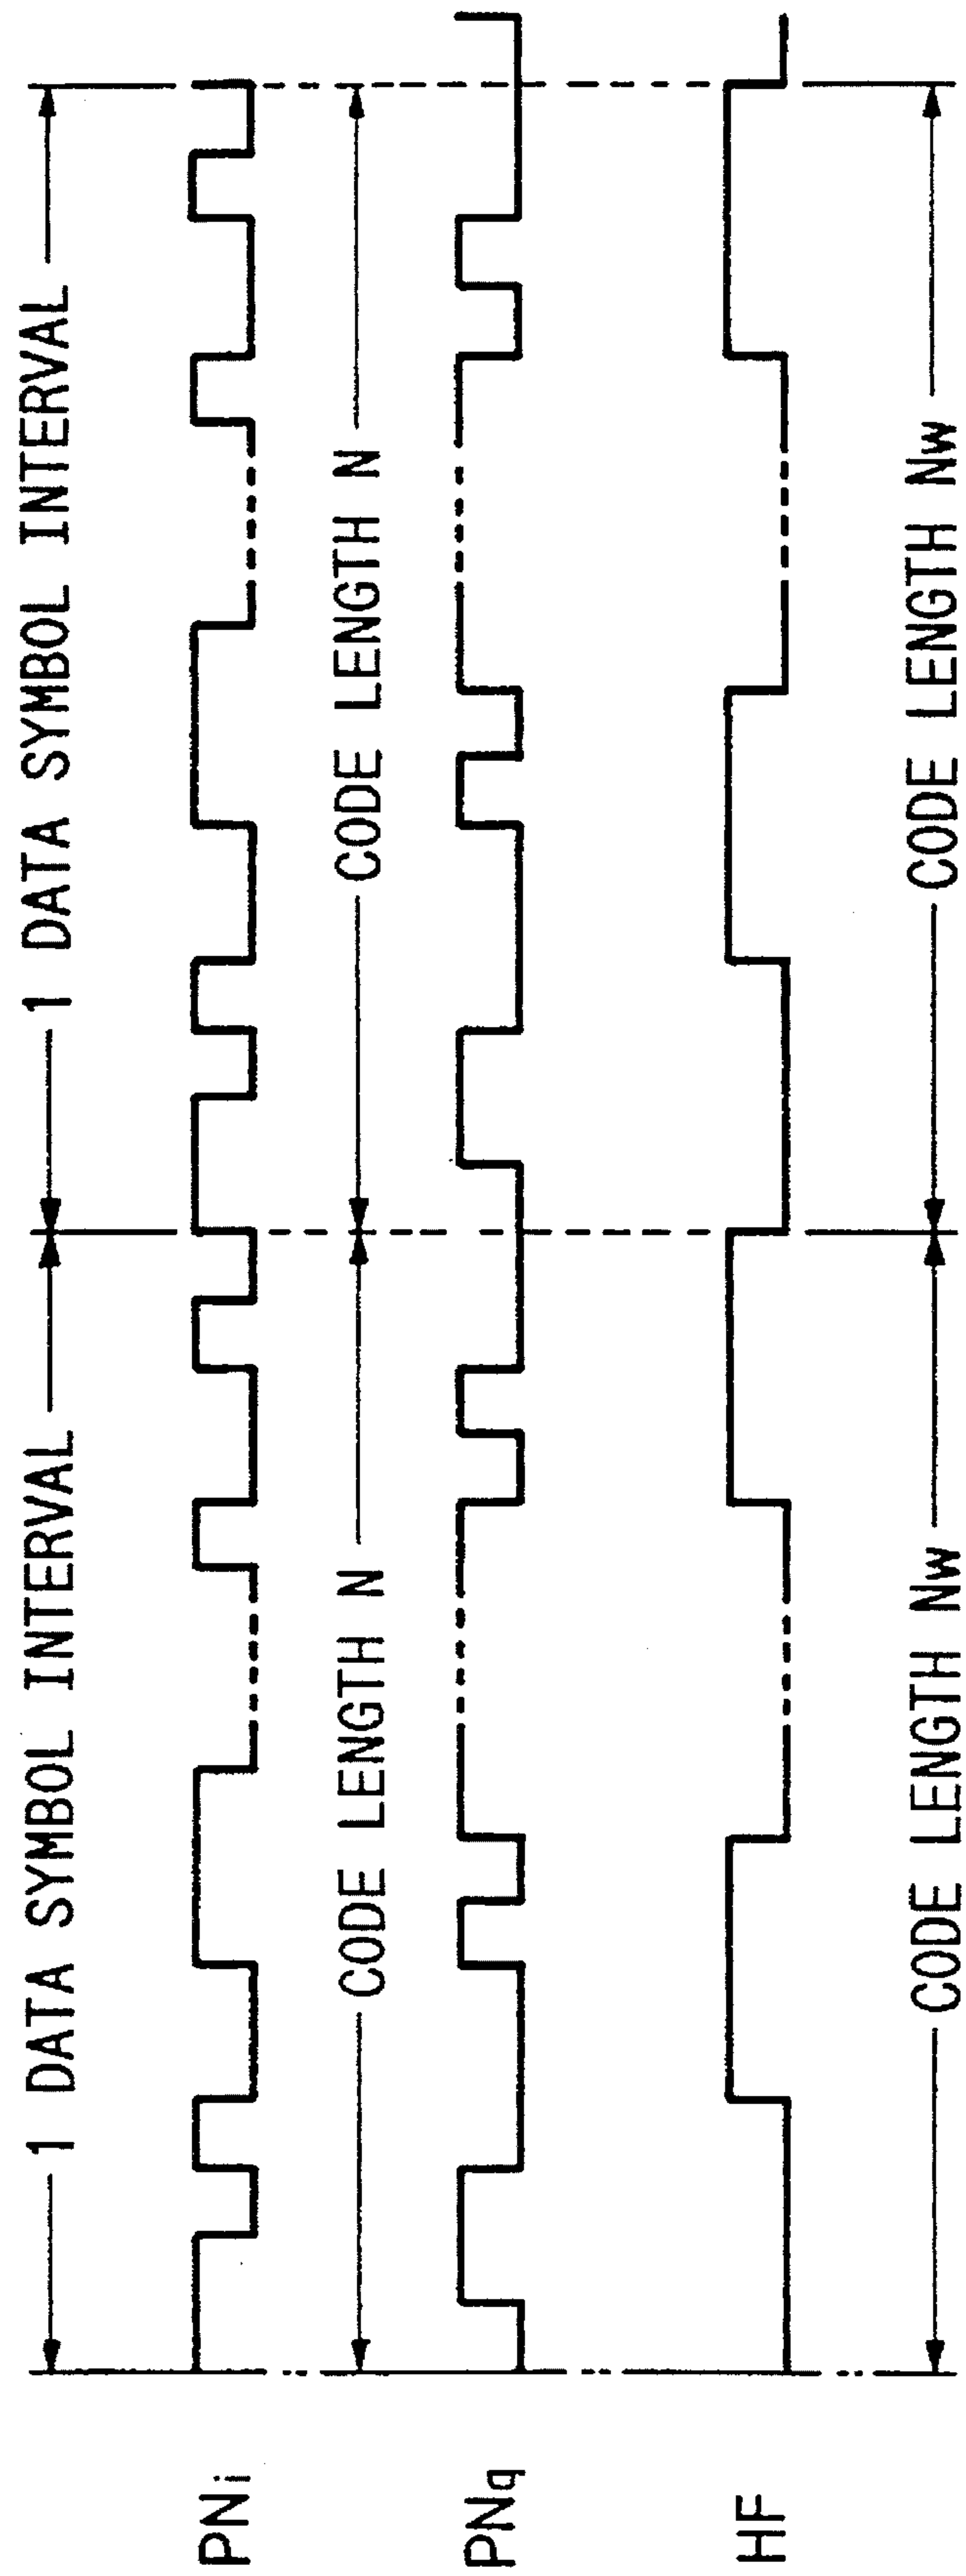 1 DATA SYMBOL INTERVAL
1 DATA SYMBOL INTERVAL
PNi
CODE LENGTH N
CODE LENGTH N
PNq
HF
CODE LENGTH Nw
CODE LENGTH Nw